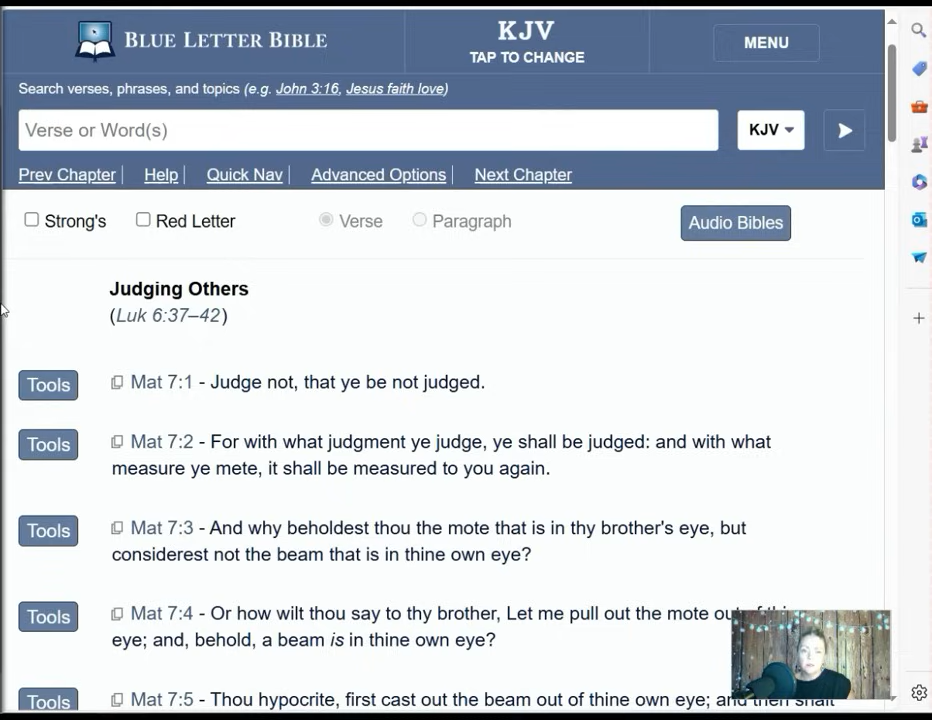 BLUE LETTER BIBLE
KJV
TAP TO CHANGE
MENU
Search verses, phrases, and topics (e.g. John 3:16, Jesus faith love)
Verse or Word(s)
KJV
Prev Chapter | Help | Quick Nav | Advanced Options | Next Chapter
Strong's
Red Letter
Verse
Paragraph
Audio Bibles
Judging Others
(Luk 6:37–42)
Tools
Mat 7:1 - Judge not, that ye be not judged.
Tools
Mat 7:2 - For with what judgment ye judge, ye shall be judged: and with what
measure ye mete, it shall be measured to you again.
Tools
Mat 7:3 - And why beholdest thou the mote that is in thy brother's eye, but
considerest not the beam that is in thine own eye?
Tools
Mat 7:4 - Or how wilt thou say to thy brother, Let me pull out the mote out of
eye; and, behold, a beam is in thine own eye?
Tools
Mat 7:5 - Thou hypocrite, first cast out the beam out of thine own eye; and then shalt